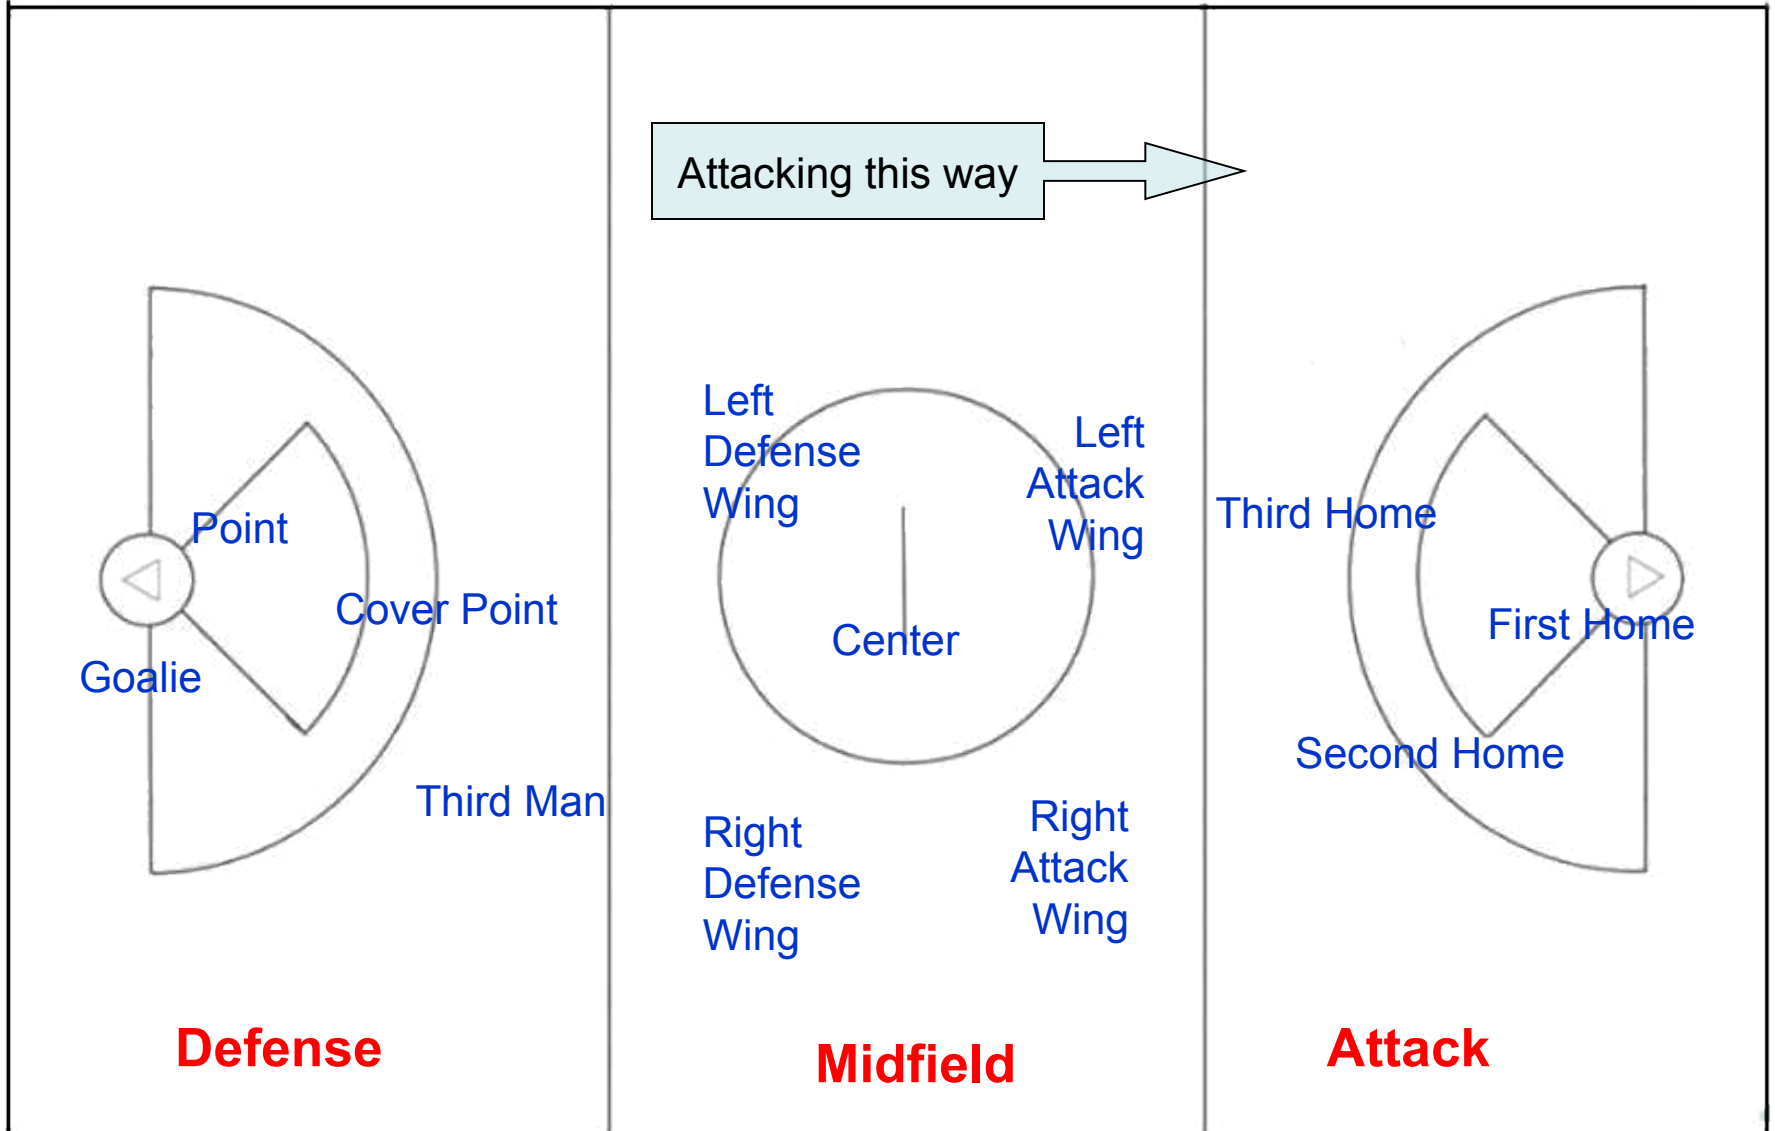 Attacking this way
Left
Defense
Wing
Left
Attack
Wing
Third Home
Point
Cover Point
Center
First Home
Goalie
Second Home
Third Man
Right
Defense
Wing
Right
Attack
Wing
Defense
Midfield
Attack